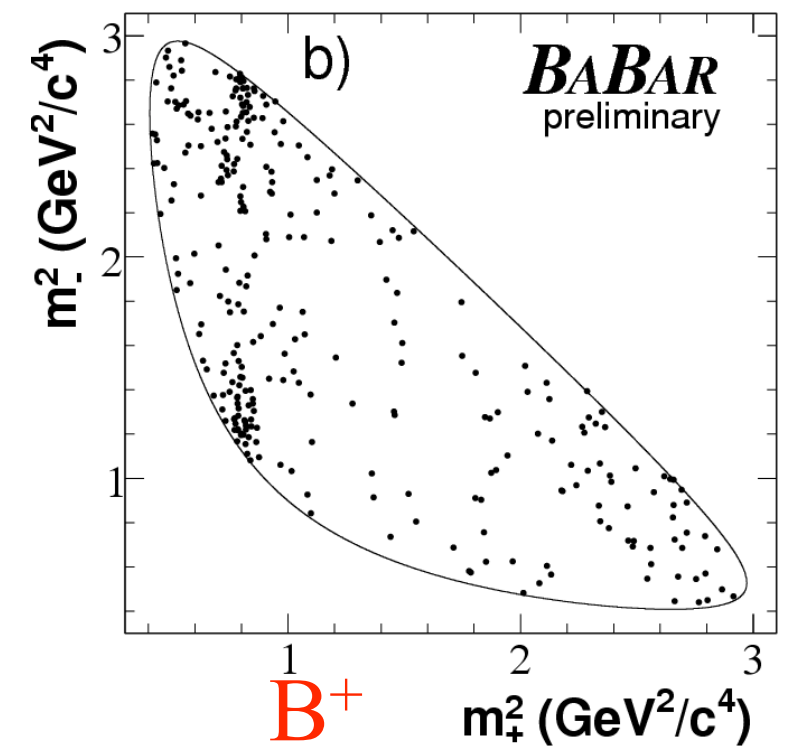 b)
BABAR
preliminary
m²₋ (GeV²/c⁴)
3
2
1
1 2 3
B⁺
m²₊ (GeV²/c⁴)